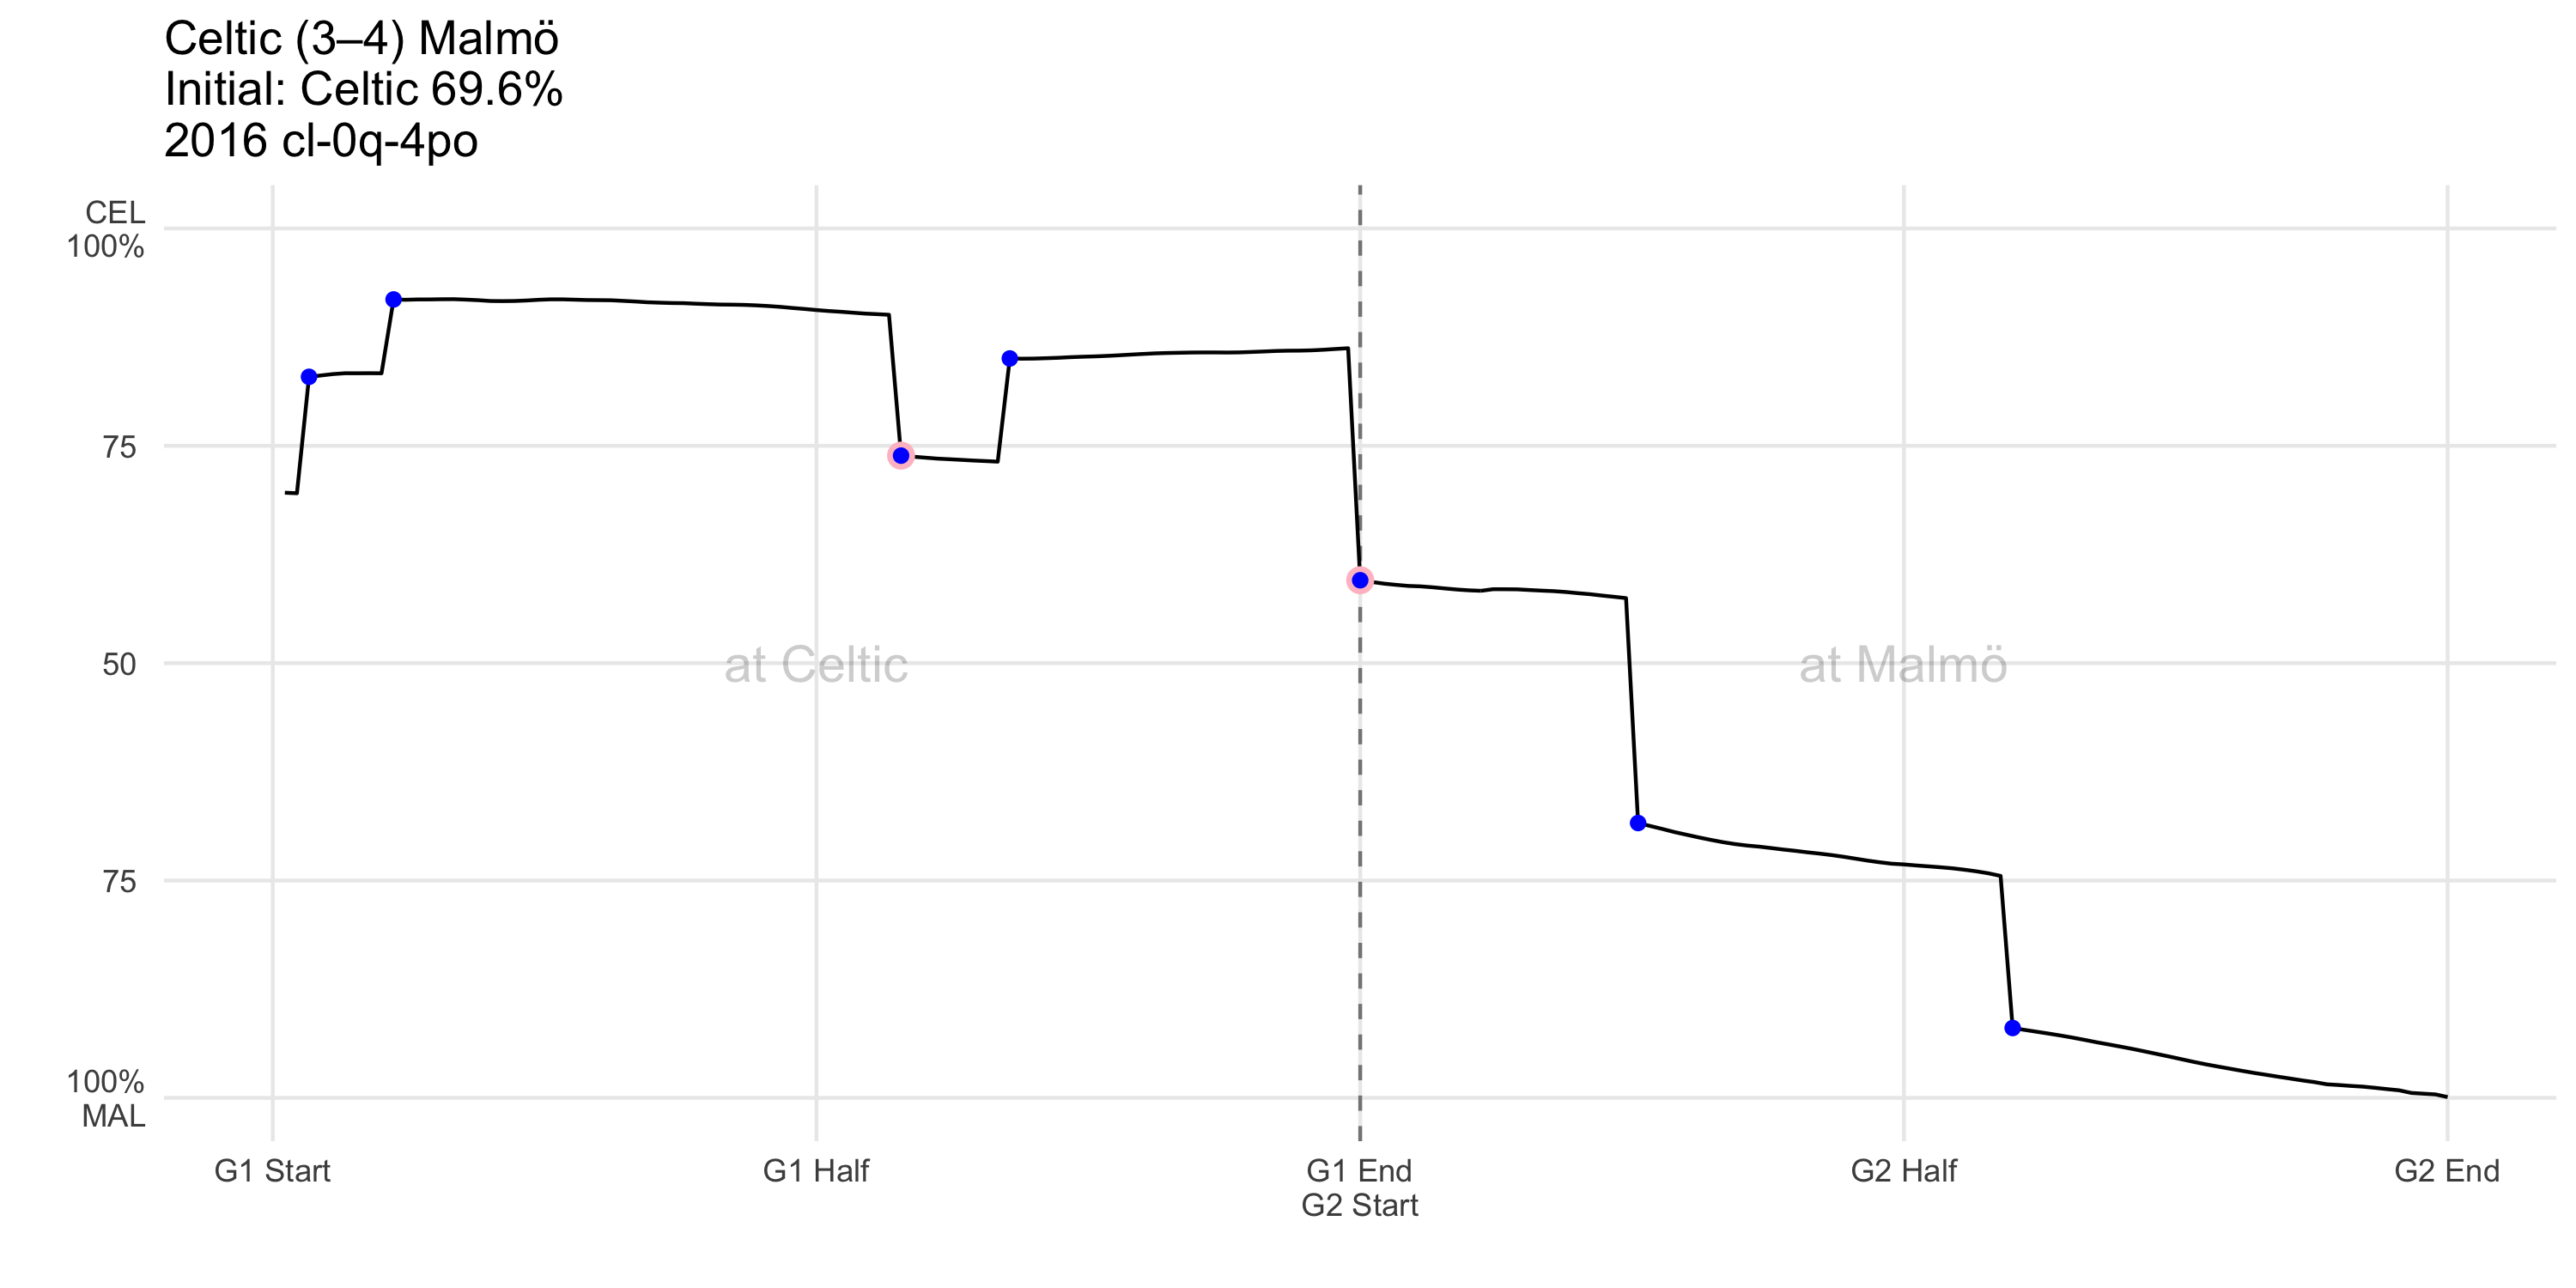 Celtic (3–4) Malmö
Initial: Celtic 69.6%
2016 cl-0q-4po
CEL
100%
75
50
75
100%
MAL
at Celtic
at Malmö
G1 Start
G1 Half
G1 End
G2 Start
G2 Half
G2 End